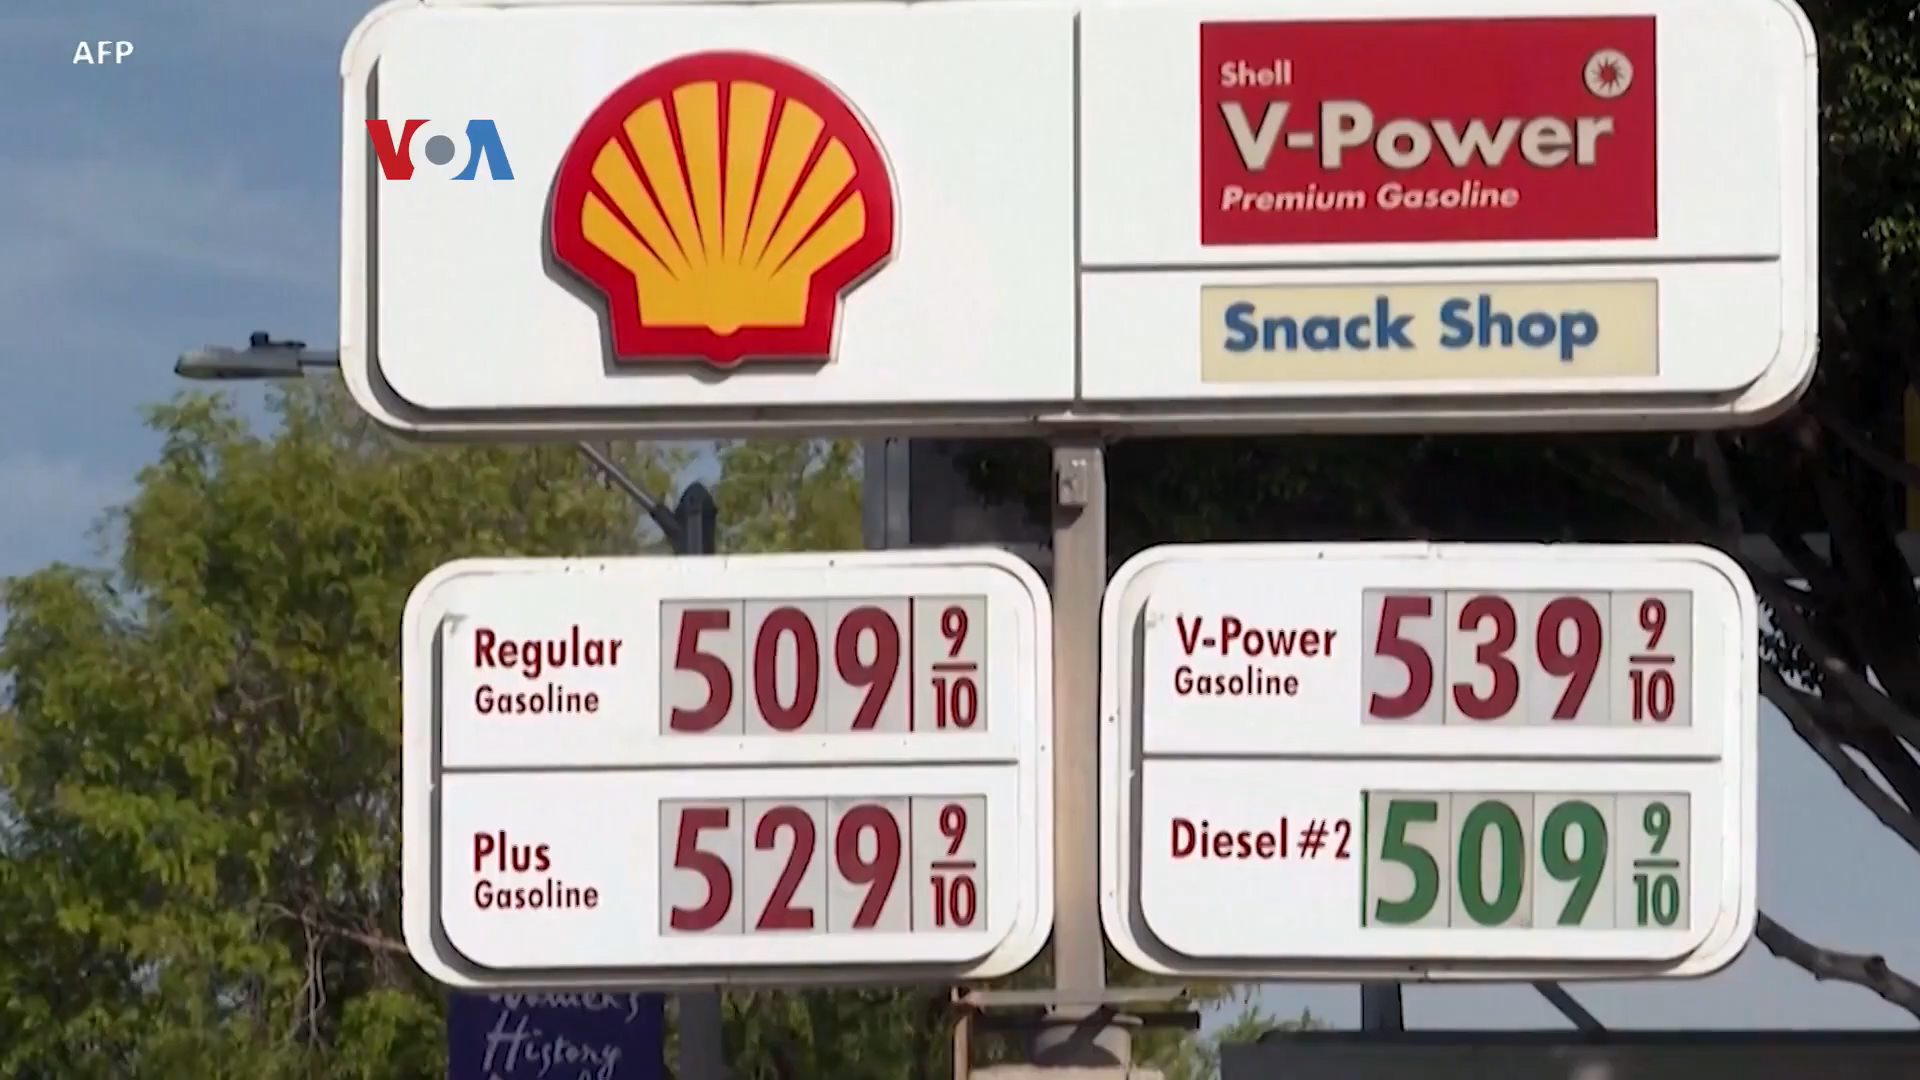 AFP
VOA
Shell
V-Power
Premium Gasoline
Snack Shop
Regular
Gasoline
509 9/10
Plus
Gasoline
529 9/10
V-Power
Gasoline
539 9/10
Diesel #2
509 9/10
Women's
History